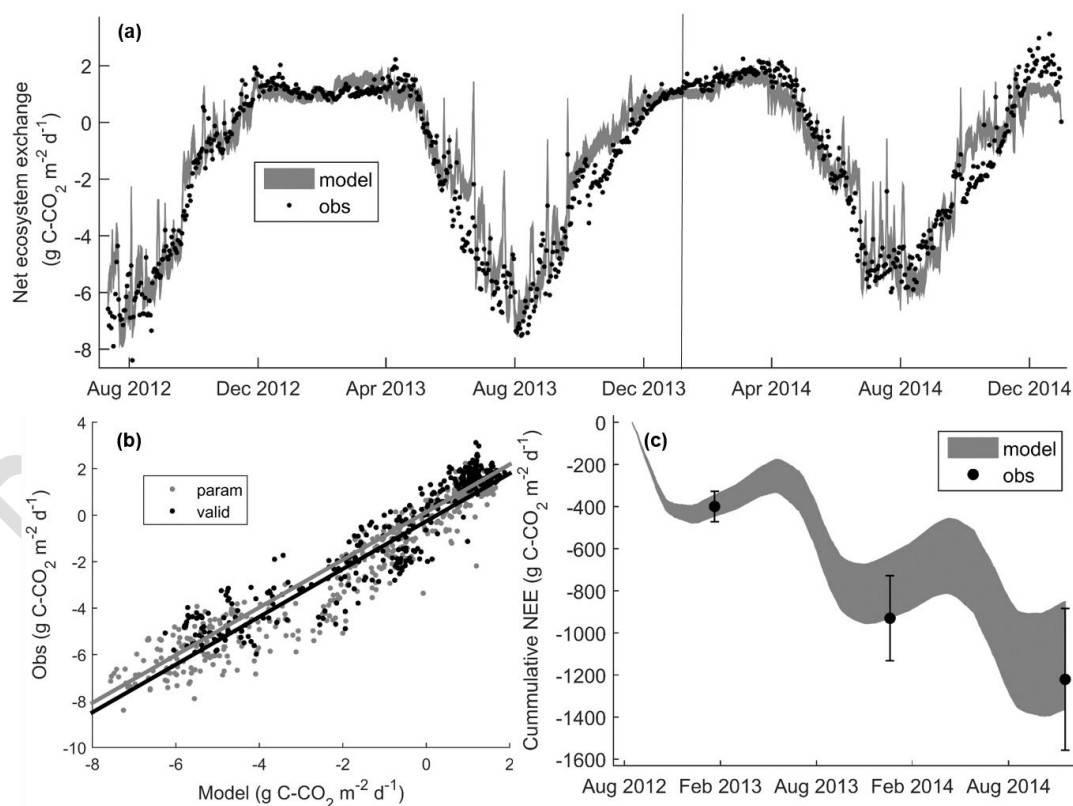 (a)
Net ecosystem exchange
(g C-CO₂ m⁻² d⁻¹)
2
0
-2
-4
-6
-8
model
obs
Aug 2012
Dec 2012
Apr 2013
Aug 2013
Dec 2013
Apr 2014
Aug 2014
Dec 2014
(b)
Obs (g C-CO₂ m⁻² d⁻¹)
4
2
0
-2
-4
-6
-8
-10
param
valid
-8
-6
-4
-2
0
2
Model (g C-CO₂ m⁻² d⁻¹)
(c)
Cummulative NEE (g C-CO₂ m⁻² d⁻¹)
0
-200
-400
-600
-800
-1000
-1200
-1400
-1600
model
obs
Aug 2012
Feb 2013
Aug 2013
Feb 2014
Aug 2014